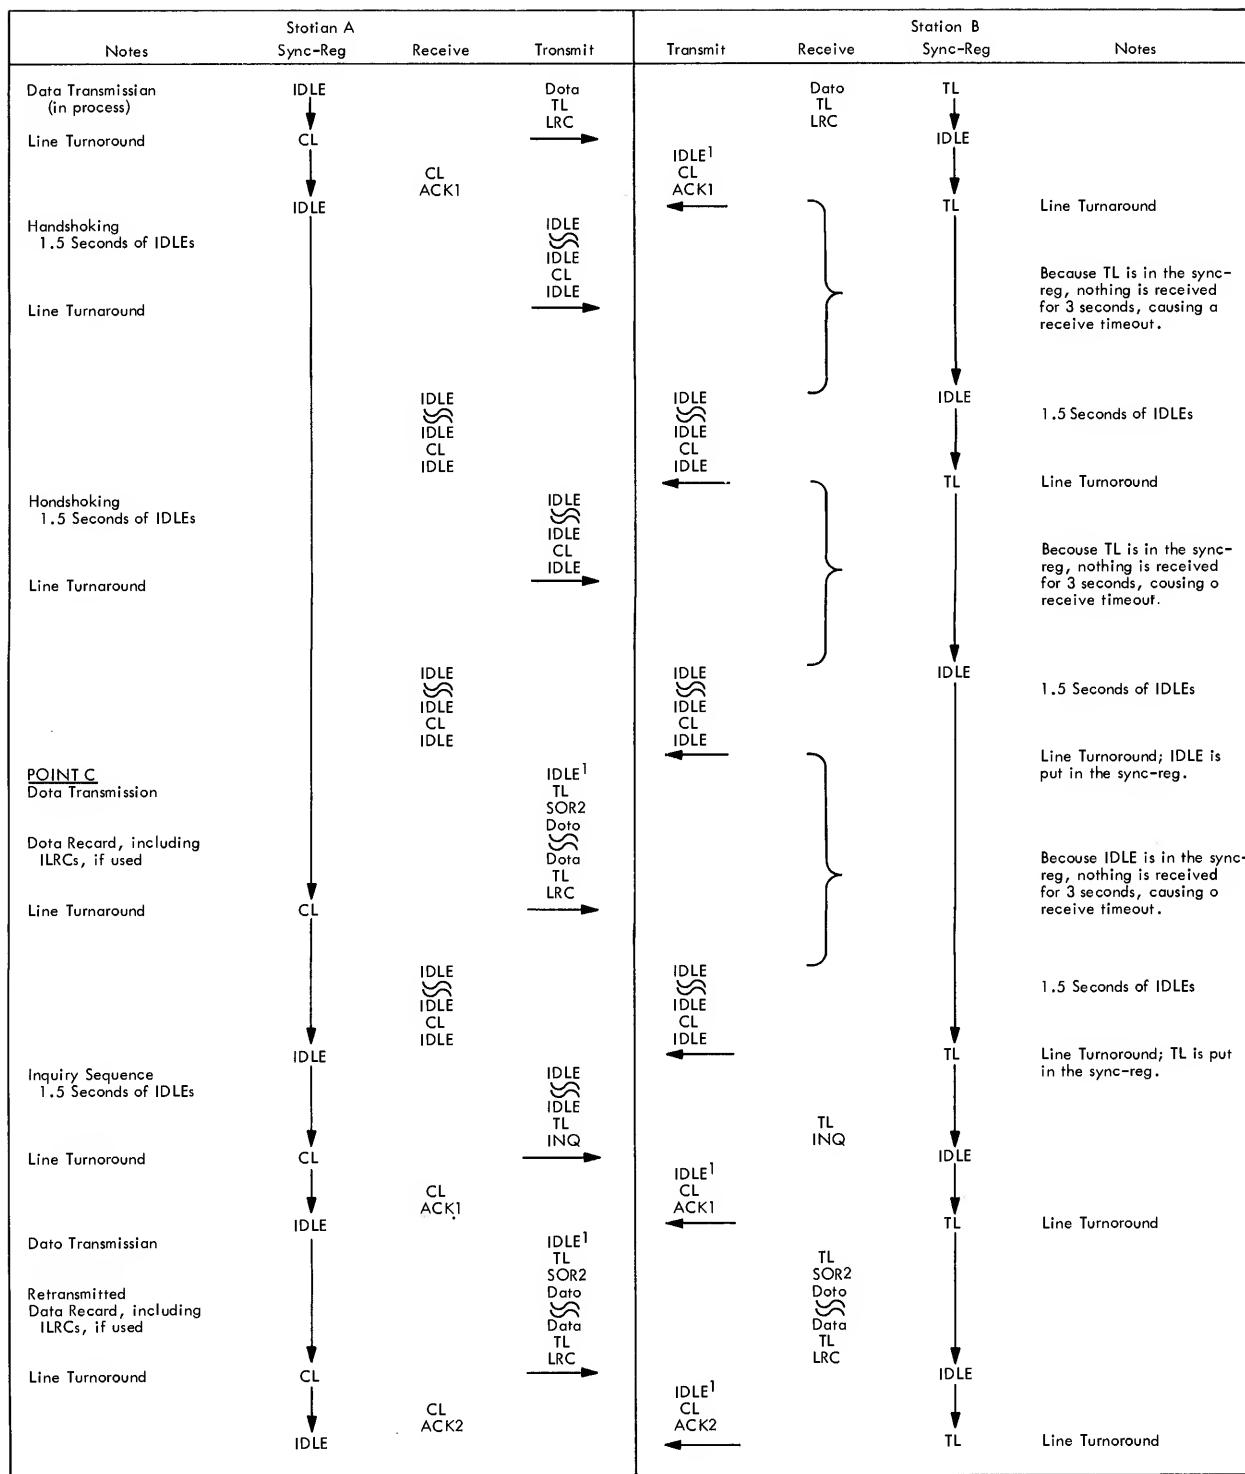 Stotian A Station B
Notes Sync-Reg Receive Tronsmit Transmit Receive Sync-Reg Notes
Data Transmissian IDLE Dota Dato TL
(in process) TL TL
LRC LRC
Line Turnoround CL IDLE
IDLE1
CL CL
ACK1 ACK1
IDLE TL Line Turnaround
Handshoking IDLE
1.5 Seconds of IDLEs
IDLE
CL
IDLE
Line Turnaround
Because TL is in the sync-
reg, nothing is received
for 3 seconds, causing a
receive timeout.
IDLE IDLE IDLE
1.5 Seconds of IDLEs
IDLE IDLE
CL CL
IDLE IDLE
TL Line Turnoround
Hondshoking IDLE
1.5 Seconds of IDLEs
IDLE
CL
IDLE
Line Turnaround
Becouse TL is in the sync-
reg, nothing is received
for 3 seconds, cousing o
receive timeout.
IDLE IDLE IDLE
1.5 Seconds of IDLEs
IDLE IDLE
CL CL
IDLE IDLE
Line Turnoround; IDLE is
put in the sync-reg.
POINT C IDLE1
Dota Transmission TL
SOR2
Doto
Dota Recard, including
ILRCs, if used Data
TL
LRC
Line Turnaround CL
Becouse IDLE is in the sync-
reg, nothing is received
for 3 seconds, causing o
receive timeout.
IDLE IDLE
1.5 Seconds of IDLEs
IDLE IDLE
CL CL
IDLE IDLE
IDLE TL Line Turnoround; TL is put
in the sync-reg.
Inquiry Sequence IDLE
1.5 Seconds of IDLEs
IDLE
TL TL
INQ INQ
Line Turnoround CL IDLE
IDLE1
CL CL
ACK1 ACK1
IDLE TL Line Turnoround
Dato Transmissian IDLE1
TL TL
SOR2 SOR2
Retransmitted Dato Doto
Data Recard, including
ILRCs, if used Data Data
TL TL
LRC LRC
Line Turnoround CL IDLE
IDLE1
CL CL
ACK2 ACK2
IDLE TL Line Turnoround